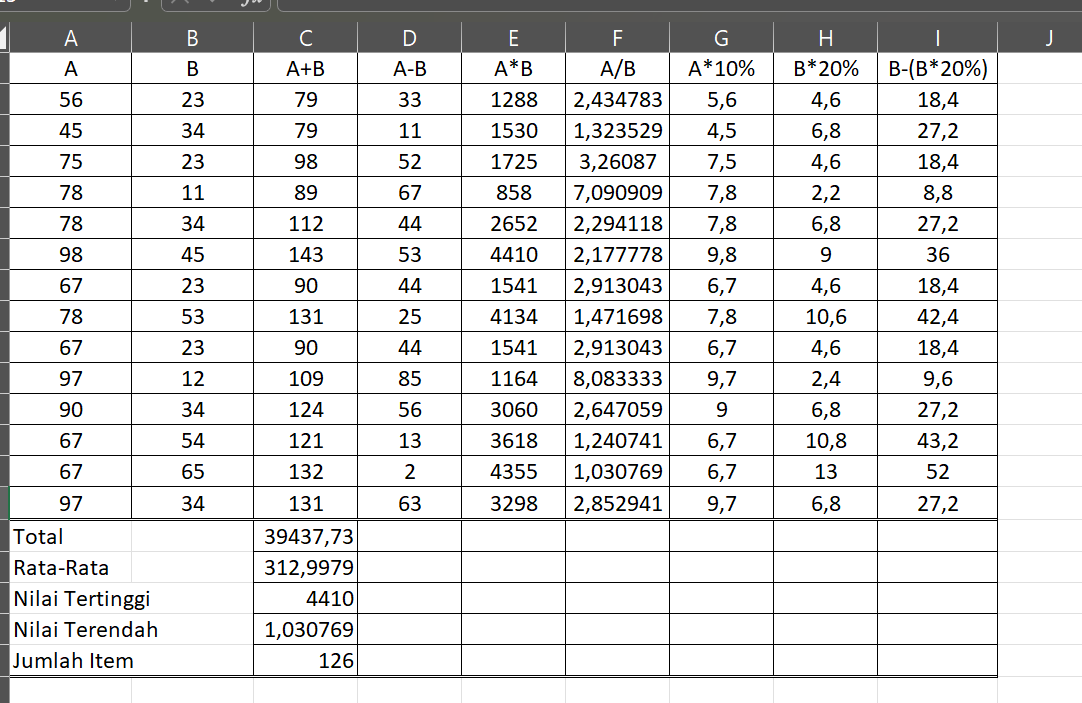 A B C D E F G H I J
A B A+B A-B A*B A/B A*10% B*20% B-(B*20%)
56 23 79 33 1288 2,434783 5,6 4,6 18,4
45 34 79 11 1530 1,323529 4,5 6,8 27,2
75 23 98 52 1725 3,26087 7,5 4,6 18,4
78 11 89 67 858 7,090909 7,8 2,2 8,8
78 34 112 44 2652 2,294118 7,8 6,8 27,2
98 45 143 53 4410 2,177778 9,8 9 36
67 23 90 44 1541 2,913043 6,7 4,6 18,4
78 53 131 25 4134 1,471698 7,8 10,6 42,4
67 23 90 44 1541 2,913043 6,7 4,6 18,4
97 12 109 85 1164 8,083333 9,7 2,4 9,6
90 34 124 56 3060 2,647059 9 6,8 27,2
67 54 121 13 3618 1,240741 6,7 10,8 43,2
67 65 132 2 4355 1,030769 6,7 13 52
97 34 131 63 3298 2,852941 9,7 6,8 27,2
Total 39437,73
Rata-Rata 312,9979
Nilai Tertinggi 4410
Nilai Terendah 1,030769
Jumlah Item 126